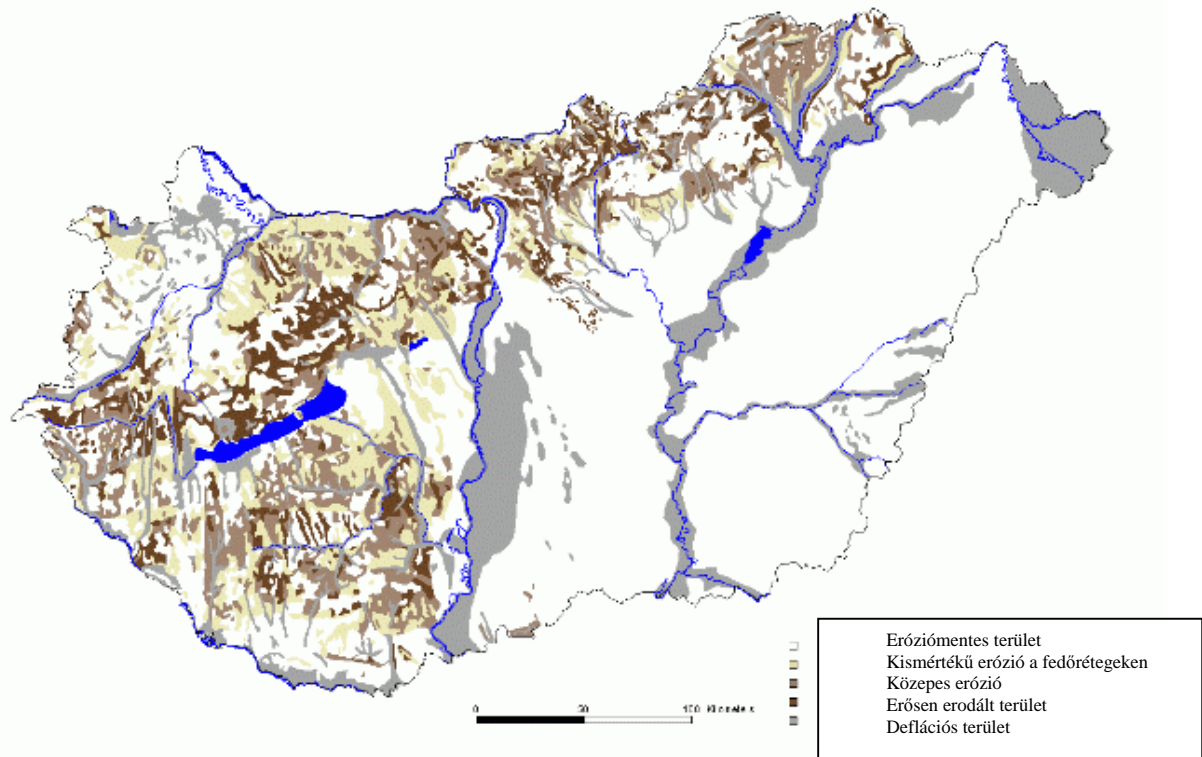 Eróziómentes terület
Kismértékű erózió a fedőrétegeken
Közepes erózió
Erősen erodált terület
Deflációs terület
0 50 100